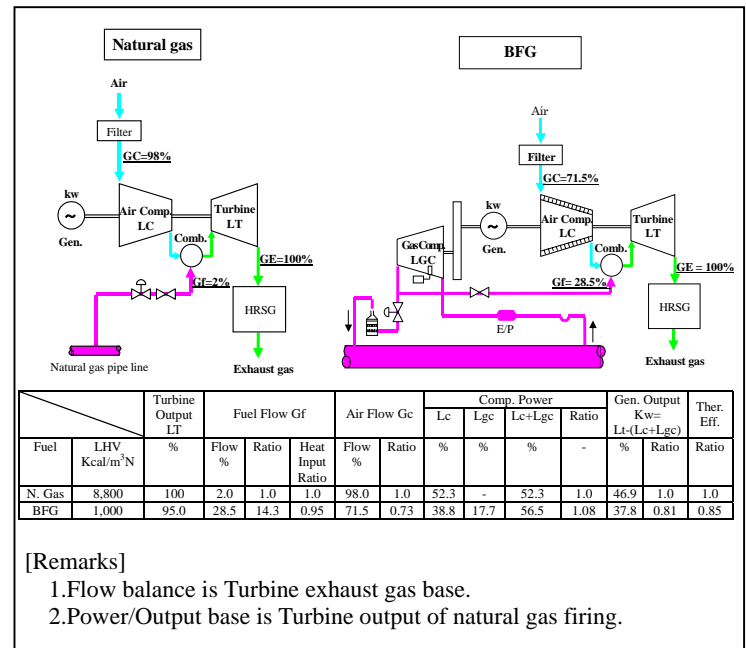 Natural gas
BFG
Air
Filter
GC=98%
kw
~
Gen.
Air Comp.
LC
Turbine
LT
Comb.
GE=100%
Gf=2%
HRSG
Natural gas pipe line
Exhaust gas
Air
Filter
GC=71.5%
kw
~
Gen.
Gas Comp.
LGC
Air Comp.
LC
Turbine
LT
Comb.
GE = 100%
Gf= 28.5%
E/P
HRSG
Exhaust gas
Turbine Output LT Fuel Flow Gf Air Flow Gc Comp. Power Gen. Output Kw= Lt-(Lc+Lgc) Ther. Eff.
Lc Lgc Lc+Lgc Ratio
Fuel LHV Kcal/m³N % Flow % Ratio Heat Input Ratio Flow % Ratio % % % - % Ratio Ratio
N. Gas 8,800 100 2.0 1.0 1.0 98.0 1.0 52.3 - 52.3 1.0 46.9 1.0 1.0
BFG 1,000 95.0 28.5 14.3 0.95 71.5 0.73 38.8 17.7 56.5 1.08 37.8 0.81 0.85
[Remarks]
1.Flow balance is Turbine exhaust gas base.
2.Power/Output base is Turbine output of natural gas firing.